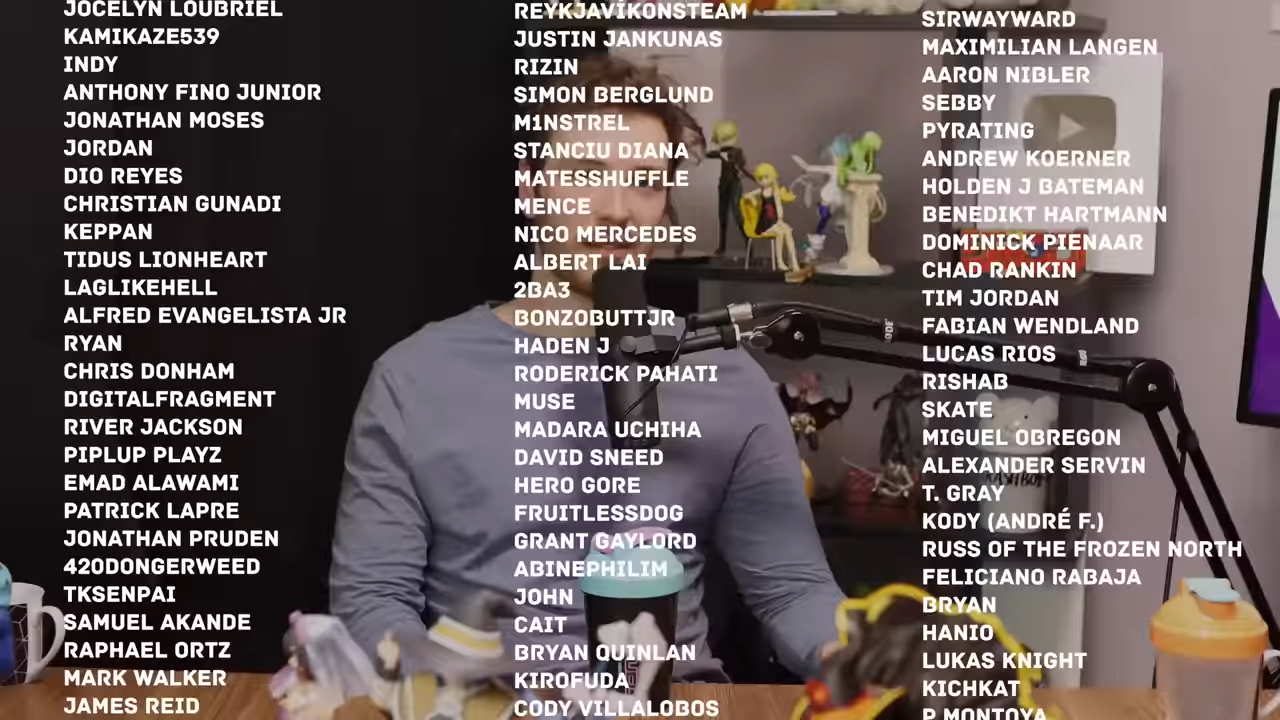 JOCELYN LOUBRIEL
KAMIKAZE539
INDY
ANTHONY FINO JUNIOR
JONATHAN MOSES
JORDAN
DIO REYES
CHRISTIAN GUNADI
KEPPAN
TIDUS LIONHEART
LAGLIKEHELL
ALFRED EVANGELISTA JR
RYAN
CHRIS DONHAM
DIGITALFRAGMENT
RIVER JACKSON
PIPLUP PLAYZ
EMAD ALAWAMI
PATRICK LAPRE
JONATHAN PRUDEN
420DONGERWEED
TKSENPAI
SAMUEL AKANDE
RAPHAEL ORTZ
MARK WALKER
JAMES REID
REYKJAVÍKONSTEAM
JUSTIN JANKUNAS
RIZIN
SIMON BERGLUND
M1NSTREL
STANCIU DIANA
MATESSHUFFLE
MENCE
NICO MERCEDES
ALBERT LAI
2BA3
BONZOBUTTJR
HADEN J
RODERICK PAHATI
MUSE
MADARA UCHIHA
DAVID SNEED
HERO GORE
FRUITLESSDOG
GRANT GAYLORD
ABINEPHILIM
JOHN
CAIT
BRYAN QUINLAN
KIROFUDA
CODY VILLALOBOS
SIRWAYWARD
MAXIMILIAN LANGEN
AARON NIBLER
SEBBY
PYRATING
ANDREW KOERNER
HOLDEN J BATEMAN
BENEDIKT HARTMANN
DOMINICK PIENAAR
CHAD RANKIN
TIM JORDAN
FABIAN WENDLAND
LUCAS RIOS
RISHAB
SKATE
MIGUEL OBREGON
ALEXANDER SERVIN
T. GRAY
KODY (ANDRÉ F.)
RUSS OF THE FROZEN NORTH
FELICIANO RABAJA
BRYAN
HANIO
LUKAS KNIGHT
KICHKAT
P MONTOYA